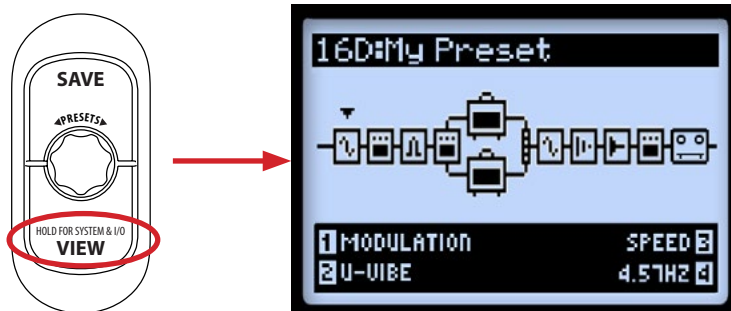 SAVE
◄PRESETS►
HOLD FOR SYSTEM & I/O
VIEW
16D:My Preset
1 MODULATION SPEED 3
2 U-VIBE 4.57HZ 4